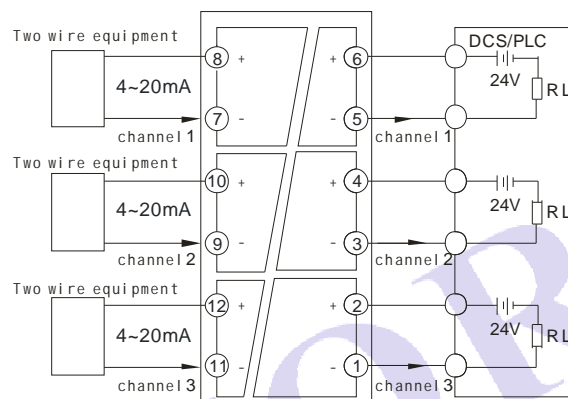 Two wire equipment
8
+
+
6
DCS/PLC
4~20mA
24V
RL
7
-
-
5
channel 1
channel 1
Two wire equipment
10
+
+
4
4~20mA
24V
RL
9
-
-
3
channel 2
channel 2
Two wire equipment
12
+
+
2
4~20mA
24V
RL
11
-
-
1
channel 3
channel 3